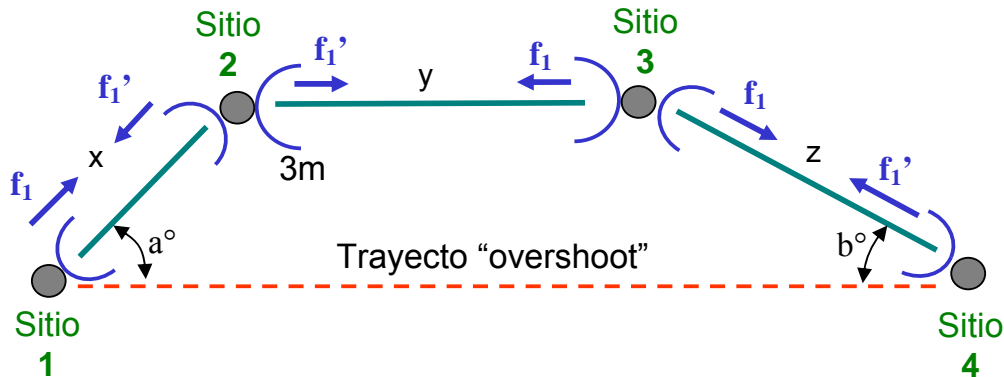 Sitio
2
Sitio
3
f₁’
f₁’
f₁
f₁
y
x
3m
z
f₁
f₁’
a°
b°
Trayecto “overshoot”
Sitio
1
Sitio
4